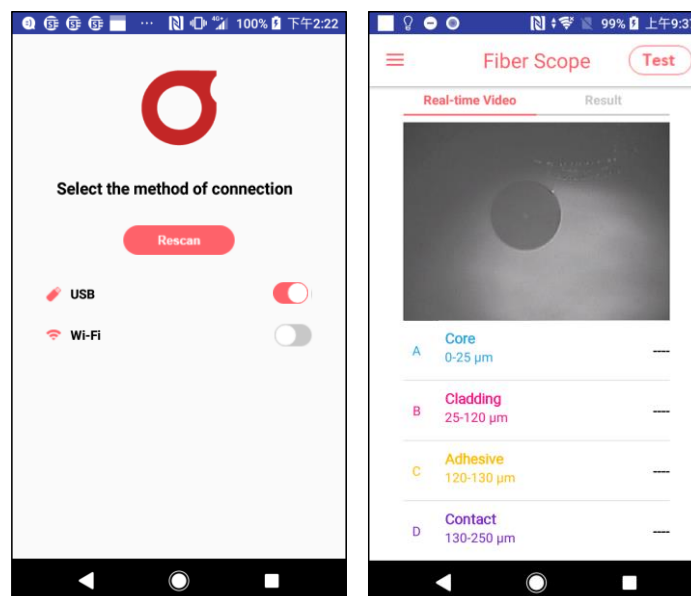 100% 下午2:22
Select the method of connection
Rescan
USB
Wi-Fi
99% 上午9:37
Fiber Scope
Test
Real-time Video
Result
A
Core
0-25 μm
----
B
Cladding
25-120 μm
----
C
Adhesive
120-130 μm
----
D
Contact
130-250 μm
----